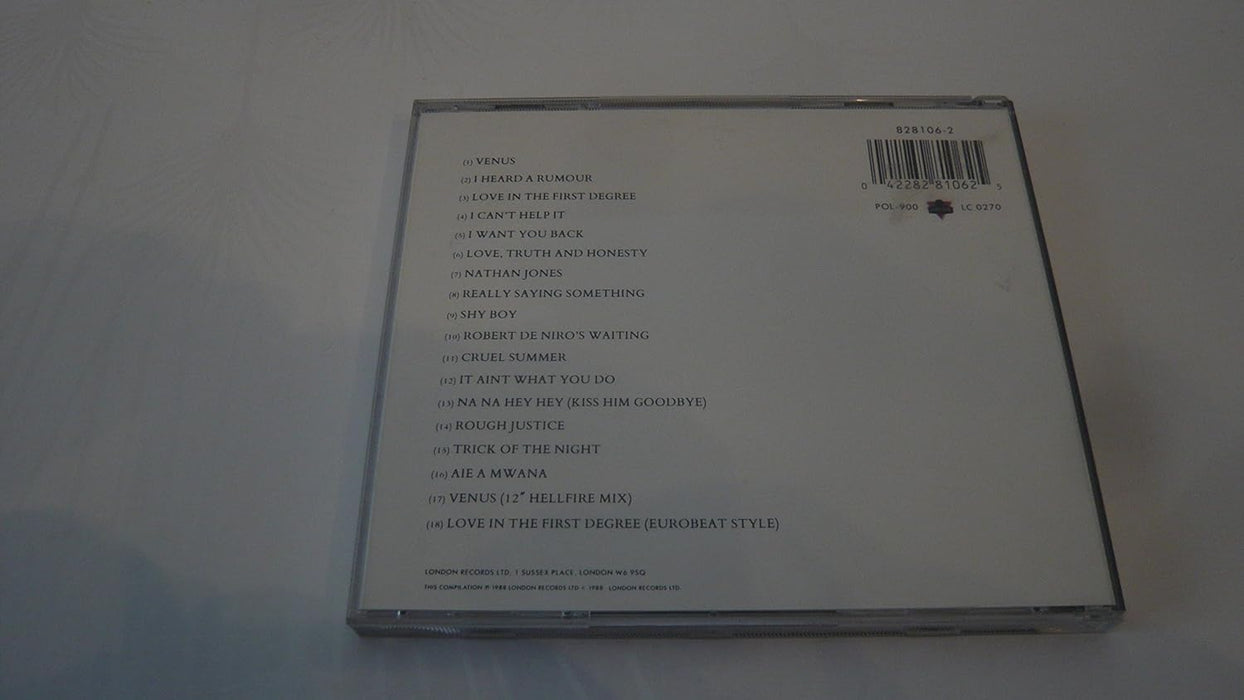 828106-2
0 42282 81062 5
POL-900 LC 0270
(1) VENUS
(2) I HEARD A RUMOUR
(3) LOVE IN THE FIRST DEGREE
(4) I CAN'T HELP IT
(5) I WANT YOU BACK
(6) LOVE, TRUTH AND HONESTY
(7) NATHAN JONES
(8) REALLY SAYING SOMETHING
(9) SHY BOY
(10) ROBERT DE NIRO'S WAITING
(11) CRUEL SUMMER
(12) IT AINT WHAT YOU DO
(13) NA NA HEY HEY (KISS HIM GOODBYE)
(14) ROUGH JUSTICE
(15) TRICK OF THE NIGHT
(16) AIE A MWANA
(17) VENUS (12″ HELLFIRE MIX)
(18) LOVE IN THE FIRST DEGREE (EUROBEAT STYLE)
LONDON RECORDS LTD, 1 SUSSEX PLACE, LONDON W6 9SQ
THIS COMPILATION ℗ 1988 LONDON RECORDS LTD © 1988 LONDON RECORDS LTD.